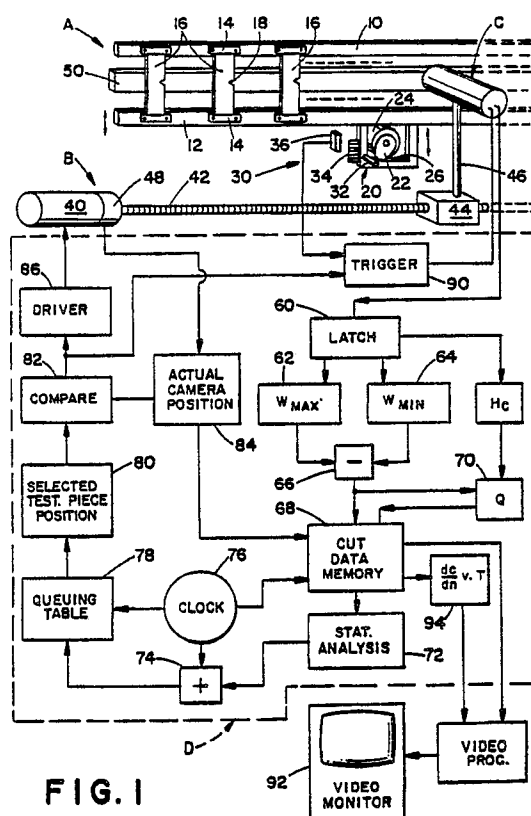 A
16
14
18
16
10
C
50
36
24
12
14
30
34
32
20
22
26
46
B
48
42
40
44
86
DRIVER
TRIGGER
90
82
60
LATCH
COMPARE
ACTUAL
CAMERA
POSITION
84
62
WMAX.
64
WMIN
HC
80
66
−
70
Q
SELECTED
TEST. PIECE
POSITION
68
78
76
CUT
DATA
MEMORY
dc/dn v. T
94
QUEUING
TABLE
CLOCK
STAT.
ANALYSIS
72
74
+
D
92
VIDEO
MONITOR
VIDEO
PROG.
FIG. 1